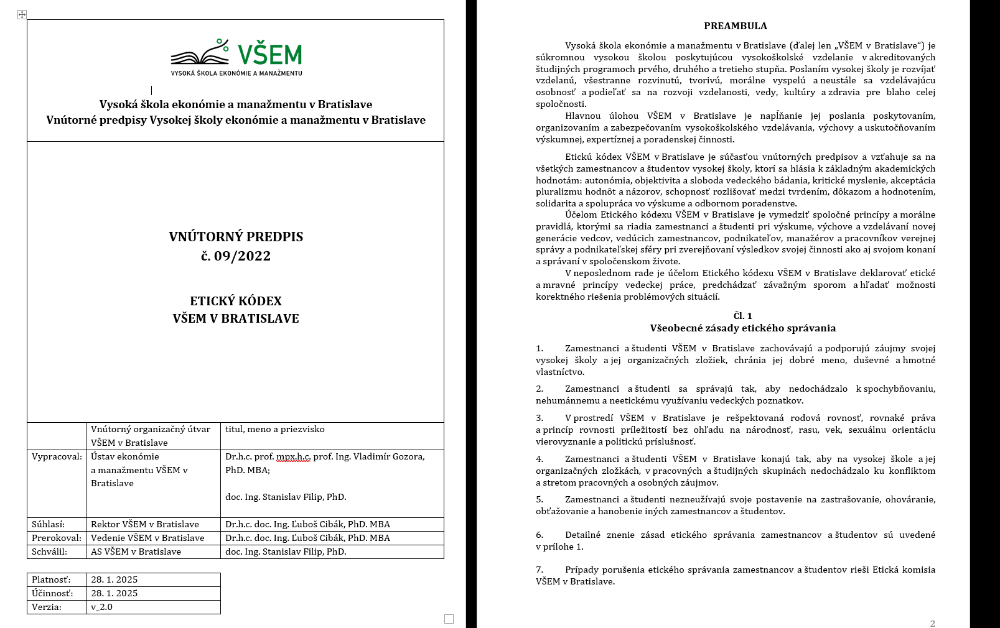 VŠEM
VYSOKÁ ŠKOLA EKONÓMIE A MANAŽMENTU
Vysoká škola ekonómie a manažmentu v Bratislave
Vnútorné predpisy Vysokej školy ekonómie a manažmentu v Bratislave
VNÚTORNÝ PREDPIS
č. 09/2022
ETICKÝ KÓDEX
VŠEM V BRATISLAVE
Vnútorný organizačný útvar
VŠEM v Bratislave
titul, meno a priezvisko
Vypracoval:
Ústav ekonómie
a manažmentu VŠEM v
Bratislave
Dr.h.c. prof. mpx.h.c. prof. Ing. Vladimír Gozora,
PhD. MBA;
doc. Ing. Stanislav Filip, PhD.
Súhlasí: Rektor VŠEM v Bratislave Dr.h.c. doc. Ing. Ľuboš Cibák, PhD. MBA
Prerokoval: Vedenie VŠEM v Bratislave Dr.h.c. doc. Ing. Ľuboš Cibák, PhD. MBA
Schválil: AS VŠEM v Bratislave doc. Ing. Stanislav Filip, PhD.
Platnosť: 28. 1. 2025
Účinnosť: 28. 1. 2025
Verzia: v_2.0
PREAMBULA
Vysoká škola ekonómie a manažmentu v Bratislave (ďalej len „VŠEM v Bratislave“) je
súkromnou vysokou školou poskytujúcou vysokoškolské vzdelanie v akreditovaných
študijných programoch prvého, druhého a tretieho stupňa. Poslaním vysokej školy je rozvíjať
vzdelanú, všestranne rozvinutú, tvorivú, morálne vyspelú a neustále sa vzdelávajúcu
osobnosť a podieľať sa na rozvoji vzdelanosti, vedy, kultúry a zdravia pre blaho celej
spoločnosti.
Hlavnou úlohou VŠEM v Bratislave je napĺňanie jej poslania poskytovaním,
organizovaním a zabezpečovaním vysokoškolského vzdelávania, výchovy a uskutočňovaním
výskumnej, expertíznej a poradenskej činnosti.
Etickú kódex VŠEM v Bratislave je súčasťou vnútorných predpisov a vzťahuje sa na
všetkých zamestnancov a študentov vysokej školy, ktorí sa hlásia k základným akademických
hodnotám: autonómia, objektivita a sloboda vedeckého bádania, kritické myslenie, akceptácia
pluralizmu hodnôt a názorov, schopnosť rozlišovať medzi tvrdením, dôkazom a hodnotením,
solidarita a spolupráca vo výskume a odbornom poradenstve.
Účelom Etického kódexu VŠEM v Bratislave je vymedziť spoločné princípy a morálne
pravidlá, ktorými sa riadia zamestnanci a študenti pri výskume, výchove a vzdelávaní novej
generácie vedcov, vedúcich zamestnancov, podnikateľov, manažérov a pracovníkov verejnej
správy a podnikateľskej sféry pri zverejňovaní výsledkov svojej činnosti ako aj svojom konaní
a správaní v spoločenskom živote.
V neposlednom rade je účelom Etického kódexu VŠEM v Bratislave deklarovať etické
a mravné princípy vedeckej práce, predchádzať závažným sporom a hľadať možnosti
korektného riešenia problémových situácií.
Čl. 1
Všeobecné zásady etického správania
1. Zamestnanci a študenti VŠEM v Bratislave zachovávajú a podporujú záujmy svojej
vysokej školy a jej organizačných zložiek, chránia jej dobré meno, duševné a hmotné
vlastníctvo.
2. Zamestnanci a študenti sa správajú tak, aby nedochádzalo k spochybňovaniu,
nehumánnemu a neetickému využívaniu vedeckých poznatkov.
3. V prostredí VŠEM v Bratislave je rešpektovaná rodová rovnosť, rovnaké práva
a princíp rovnosti príležitostí bez ohľadu na národnosť, rasu, vek, sexuálnu orientáciu
vierovyznanie a politickú príslušnosť.
4. Zamestnanci a študenti VŠEM v Bratislave konajú tak, aby na vysokej škole a jej
organizačných zložkách, v pracovných a študijných skupinách nedochádzalo ku konfliktom
a stretom pracovných a osobných záujmov.
5. Zamestnanci a študenti nezneužívajú svoje postavenie na zastrašovanie, ohováranie,
obťažovanie a hanobenie iných zamestnancov a študentov.
6. Detailné znenie zásad etického správania zamestnancov a študentov sú uvedené
v prílohe 1.
7. Prípady porušenia etického správania zamestnancov a študentov rieši Etická komisia
VŠEM v Bratislave.
2